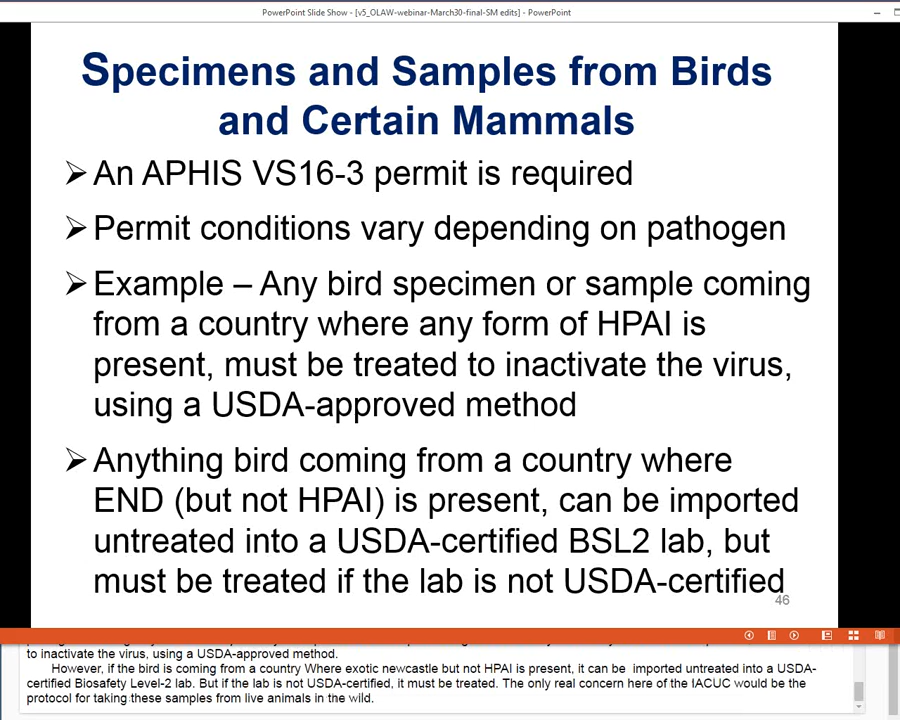 PowerPoint Slide Show - [v5_OLAW-webinar-March30-final-SM edits] - PowerPoint
Specimens and Samples from Birds
and Certain Mammals
An APHIS VS16-3 permit is required
Permit conditions vary depending on pathogen
Example – Any bird specimen or sample coming
from a country where any form of HPAI is
present, must be treated to inactivate the virus,
using a USDA-approved method
Anything bird coming from a country where
END (but not HPAI) is present, can be imported
untreated into a USDA-certified BSL2 lab, but
must be treated if the lab is not USDA-certified
46
to inactivate the virus, using a USDA-approved method.
However, if the bird is coming from a country Where exotic newcastle but not HPAI is present, it can be imported untreated into a USDA-
certified Biosafety Level-2 lab. But if the lab is not USDA-certified, it must be treated. The only real concern here of the IACUC would be the
protocol for taking these samples from live animals in the wild.